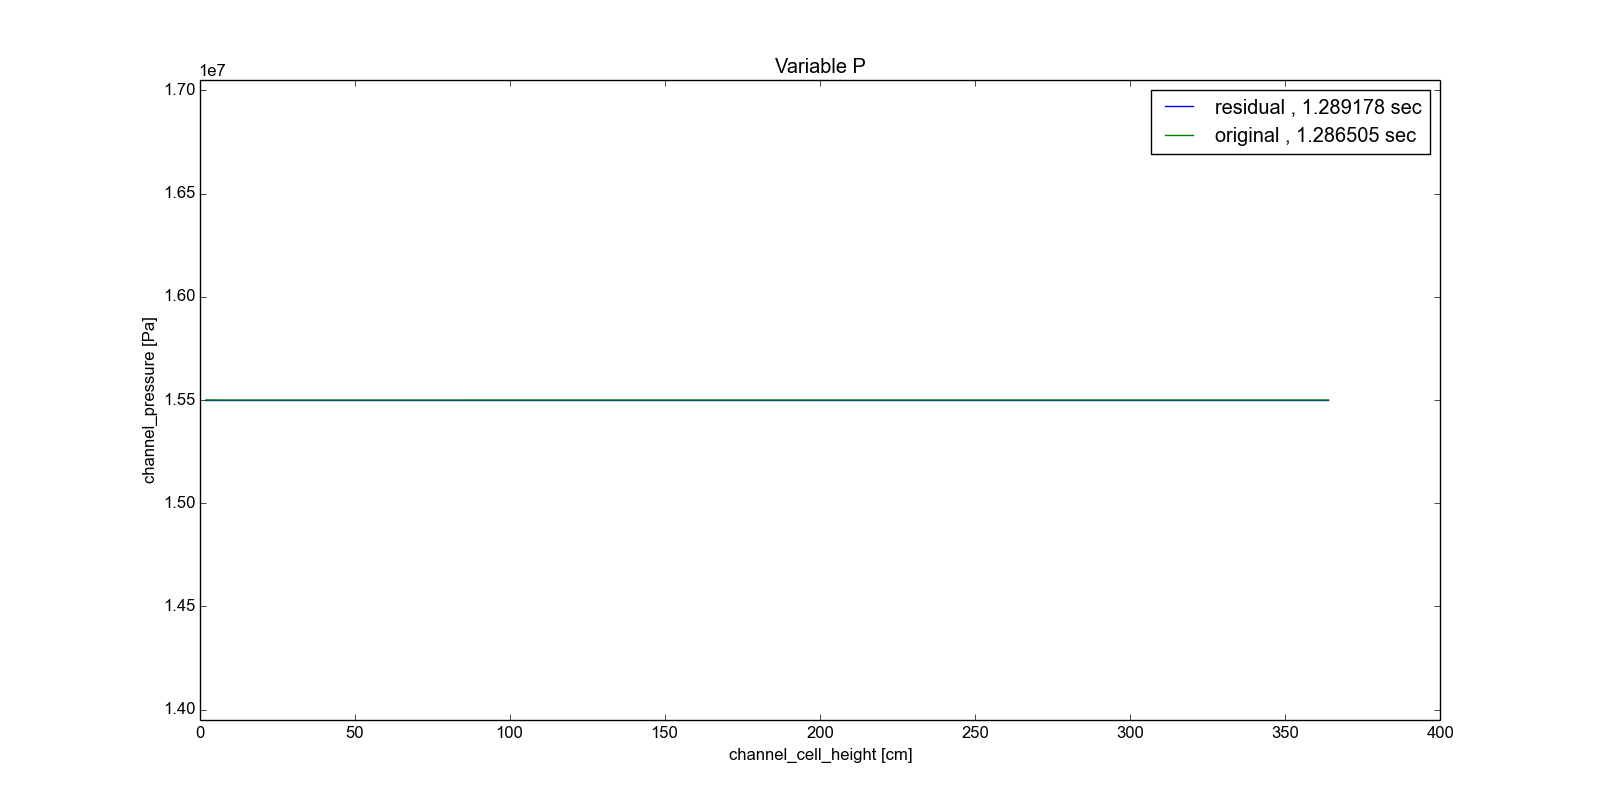 Variable P
1e7
1.70
1.65
1.60
1.55
1.50
1.45
1.40
channel_pressure [Pa]
residual , 1.289178 sec
original , 1.286505 sec
0 50 100 150 200 250 300 350 400
channel_cell_height [cm]